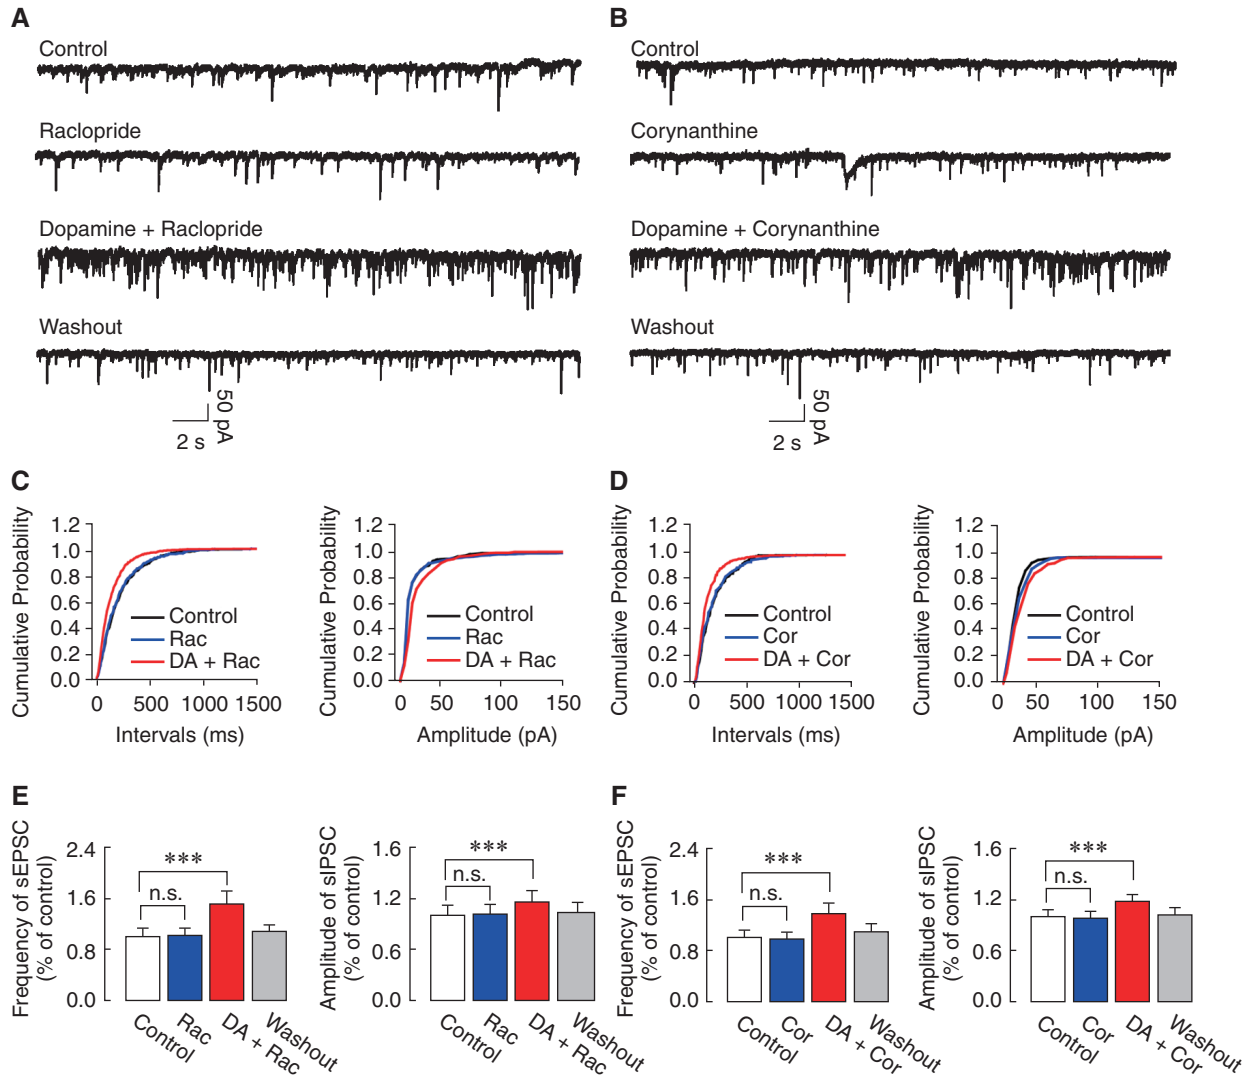 A
B
Control
Control
Raclopride
Corynanthine
Dopamine + Raclopride
Dopamine + Corynanthine
Washout
Washout
50 pA
2 s
50 pA
2 s
C
Cumulative Probability
1.2
1.0
0.8
0.6
0.4
0.2
0.0
Control
Rac
DA + Rac
0 500 1000 1500
Intervals (ms)
Cumulative Probability
1.2
1.0
0.8
0.6
0.4
0.2
0.0
Control
Rac
DA + Rac
0 50 100 150
Amplitude (pA)
D
Cumulative Probability
1.2
1.0
0.8
0.6
0.4
0.2
0.0
Control
Cor
DA + Cor
0 500 1000 1500
Intervals (ms)
Cumulative Probability
1.2
1.0
0.8
0.6
0.4
0.2
0.0
Control
Cor
DA + Cor
0 50 100 150
Amplitude (pA)
E
Frequency of sEPSC
(% of control)
2.4
1.6
0.8
0.0
***
n.s.
Control
Rac
DA + Rac
Washout
Amplitude of sIPSC
(% of control)
1.6
1.2
0.6
0.0
***
n.s.
Control
Rac
DA + Rac
Washout
F
Frequency of sEPSC
(% of control)
2.4
1.6
0.8
0.0
***
n.s.
Control
Cor
DA + Cor
Washout
Amplitude of sIPSC
(% of control)
1.6
1.2
0.6
0.0
***
n.s.
Control
Cor
DA + Cor
Washout